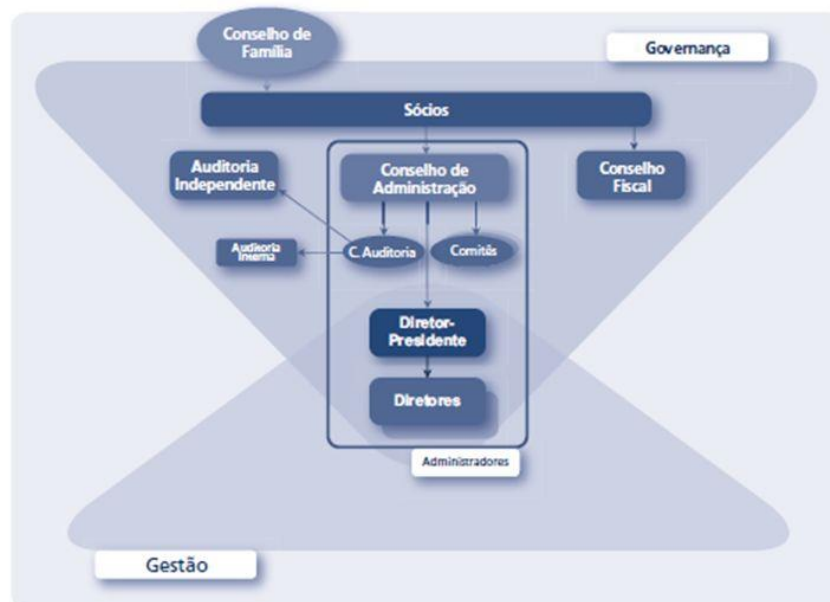 Conselho de
Família
Governança
Sócios
Auditoria
Independente
Conselho de
Administração
Conselho
Fiscal
Auditoria
Interna
C. Auditoria
Comitês
Diretor-
Presidente
Diretores
Administradores
Gestão